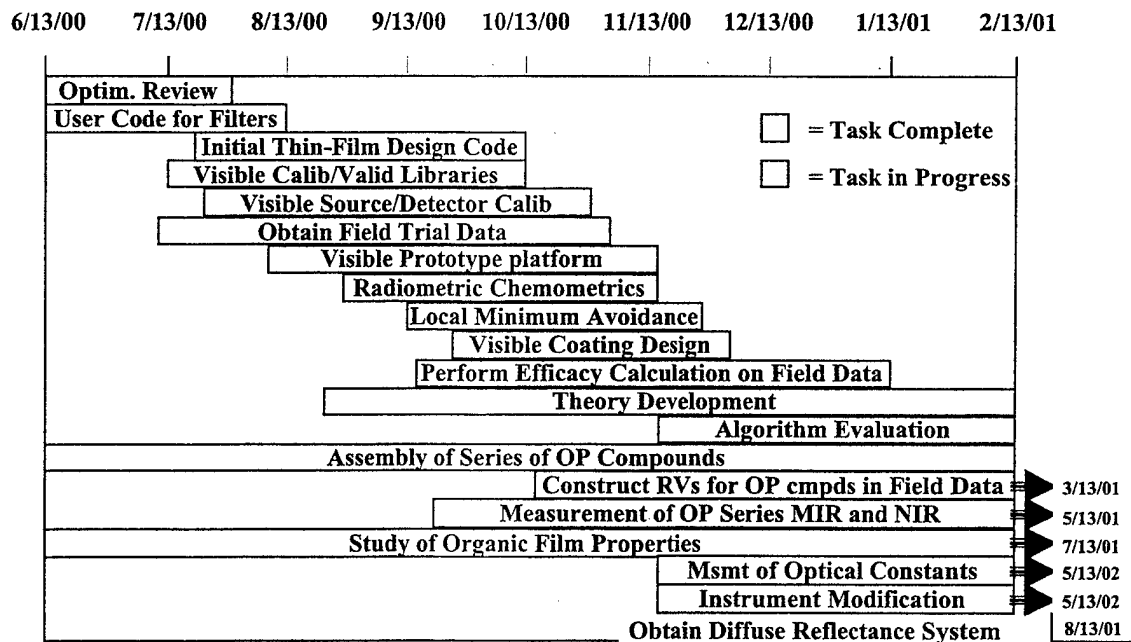 6/13/00 7/13/00 8/13/00 9/13/00 10/13/00 11/13/00 12/13/00 1/13/01 2/13/01
Optim. Review
User Code for Filters
= Task Complete
Initial Thin-Film Design Code
Visible Calib/Valid Libraries
= Task in Progress
Visible Source/Detector Calib
Obtain Field Trial Data
Visible Prototype platform
Radiometric Chemometrics
Local Minimum Avoidance
Visible Coating Design
Perform Efficacy Calculation on Field Data
Theory Development
Algorithm Evaluation
Assembly of Series of OP Compounds
Construct RVs for OP cmpds in Field Data 3/13/01
Measurement of OP Series MIR and NIR 5/13/01
Study of Organic Film Properties 7/13/01
Msmt of Optical Constants 5/13/02
Instrument Modification 5/13/02
Obtain Diffuse Reflectance System 8/13/01